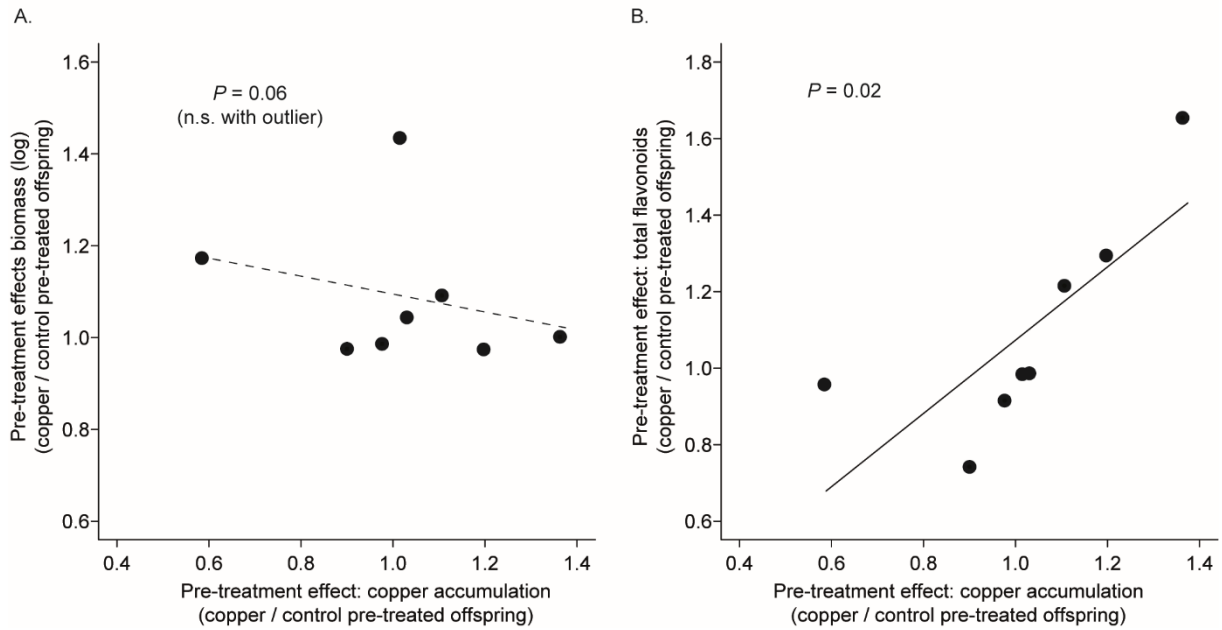 A.
Pre-treatment effects biomass (log)
(copper / control pre-treated offspring)
1.6
1.4
1.2
1.0
0.8
0.6
P = 0.06
(n.s. with outlier)
0.4
0.6
0.8
1.0
1.2
1.4
Pre-treatment effect: copper accumulation
(copper / control pre-treated offspring)
B.
Pre-treatment effect: total flavonoids
(copper / control pre-treated offspring)
1.8
1.6
1.4
1.2
1.0
0.8
0.6
P = 0.02
0.4
0.6
0.8
1.0
1.2
1.4
Pre-treatment effect: copper accumulation
(copper / control pre-treated offspring)